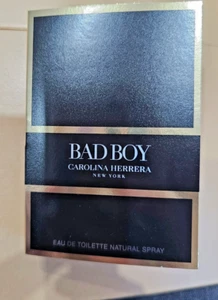 BAD BOY
CAROLINA HERRERA
NEW YORK
EAU DE TOILETTE NATURAL SPRAY